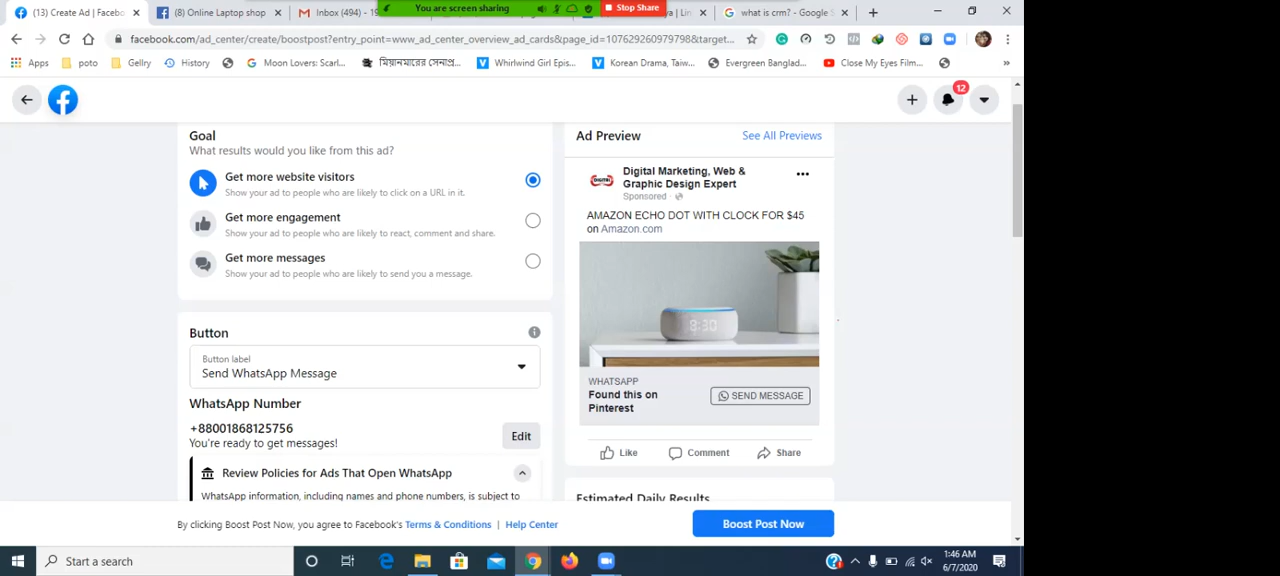 (13) Create Ad | Facebo
(8) Online Laptop shop
Inbox (494) - 19
You are screen sharing
Stop Share
what is crm? - Google S
facebook.com/ad_center/create/boostpost?entry_point=www_ad_center_overview_ad_cards&page_id=107629260979798&target...
Apps
poto
Gellry
History
Moon Lovers: Scarl...
মিয়ানমারের সেনাপ্র...
Whirlwind Girl Epis...
Korean Drama, Taiw...
Evergreen Banglad...
Close My Eyes Film...
»
12
Goal
What results would you like from this ad?
Get more website visitors
Show your ad to people who are likely to click on a URL in it.
Get more engagement
Show your ad to people who are likely to react, comment and share.
Get more messages
Show your ad to people who are likely to send you a message.
Button
Button label
Send WhatsApp Message
WhatsApp Number
+88001868125756
You're ready to get messages!
Edit
Review Policies for Ads That Open WhatsApp
WhatsApp information, including names and phone numbers, is subject to
Ad Preview
See All Previews
Digital Marketing, Web &
Graphic Design Expert
Sponsored ·
AMAZON ECHO DOT WITH CLOCK FOR $45
on Amazon.com
8:30
WHATSAPP
Found this on
Pinterest
SEND MESSAGE
Like
Comment
Share
Estimated Daily Results
By clicking Boost Post Now, you agree to Facebook's Terms & Conditions | Help Center
Boost Post Now
Start a search
1:46 AM
6/7/2020